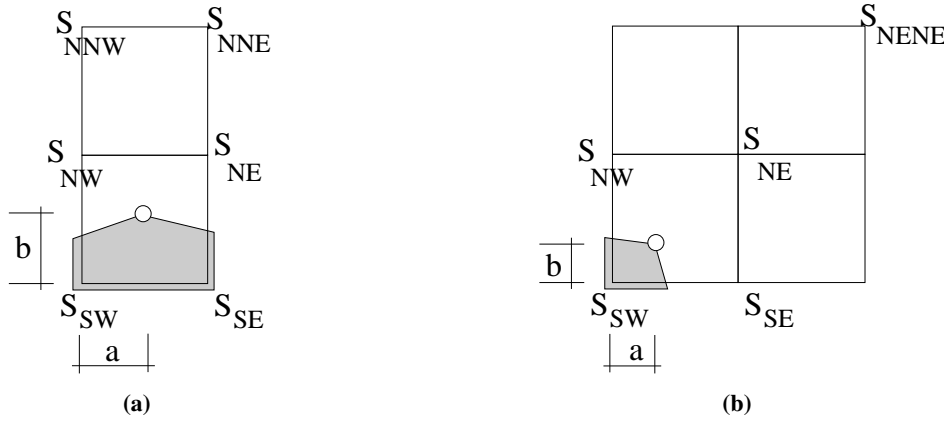 S NNW S NNE
S NW S NE
b
S SW S SE
a
(a)
S NENE
S NW S NE
b
S SW S SE
a
(b)